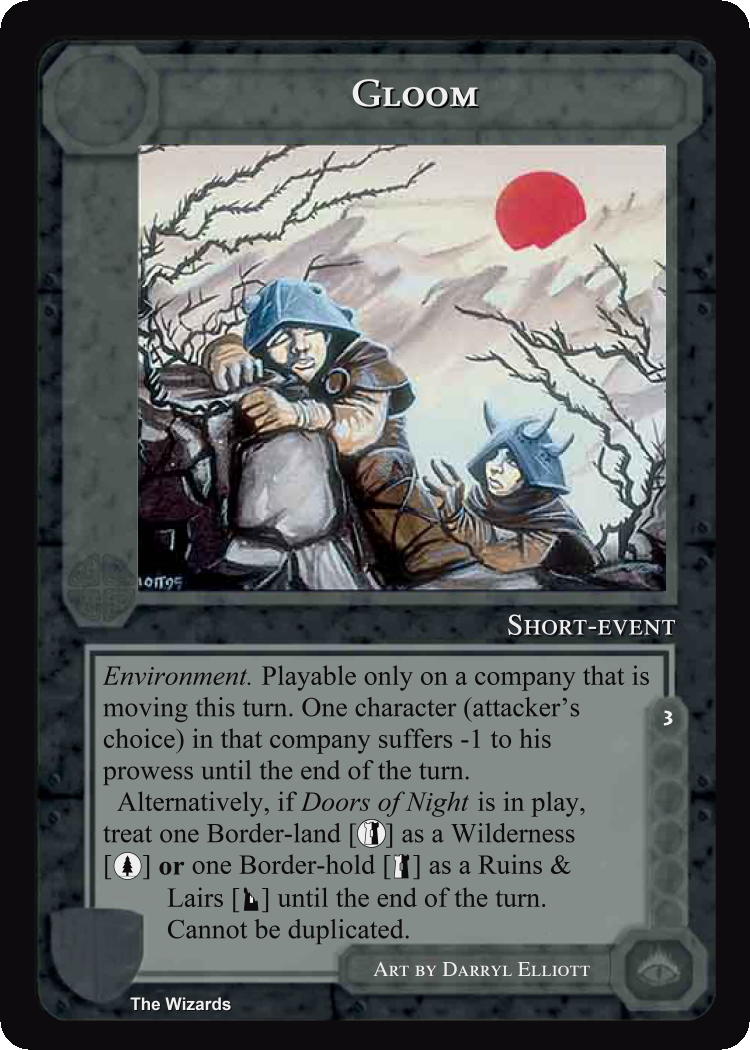 Gloom
Short-event
Environment. Playable only on a company that is
moving this turn. One character (attacker’s
choice) in that company suffers -1 to his
prowess until the end of the turn.
Alternatively, if Doors of Night is in play,
treat one Border-land [] as a Wilderness
[] or one Border-hold [] as a Ruins &
Lairs [] until the end of the turn.
Cannot be duplicated.
3
Art by Darryl Elliott
The Wizards